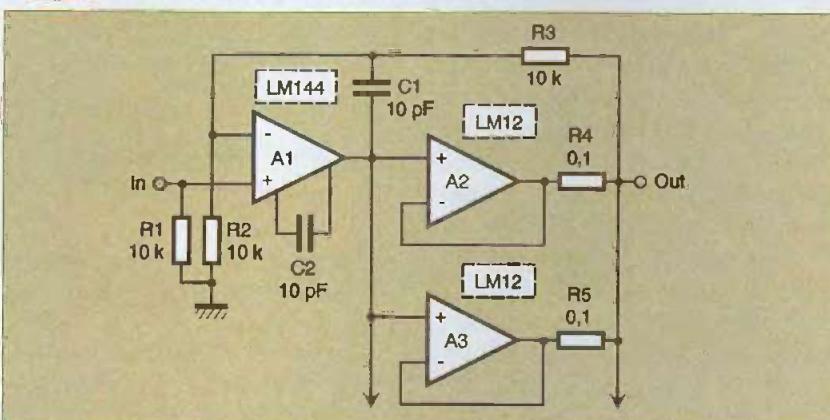 R3
10 k
LM144
C1
10 pF
LM12
R4
0,1
In
-
+
A1
+
-
A2
Out
R1
10 k
R2
10 k
C2
10 pF
LM12
R5
0,1
+
-
A3